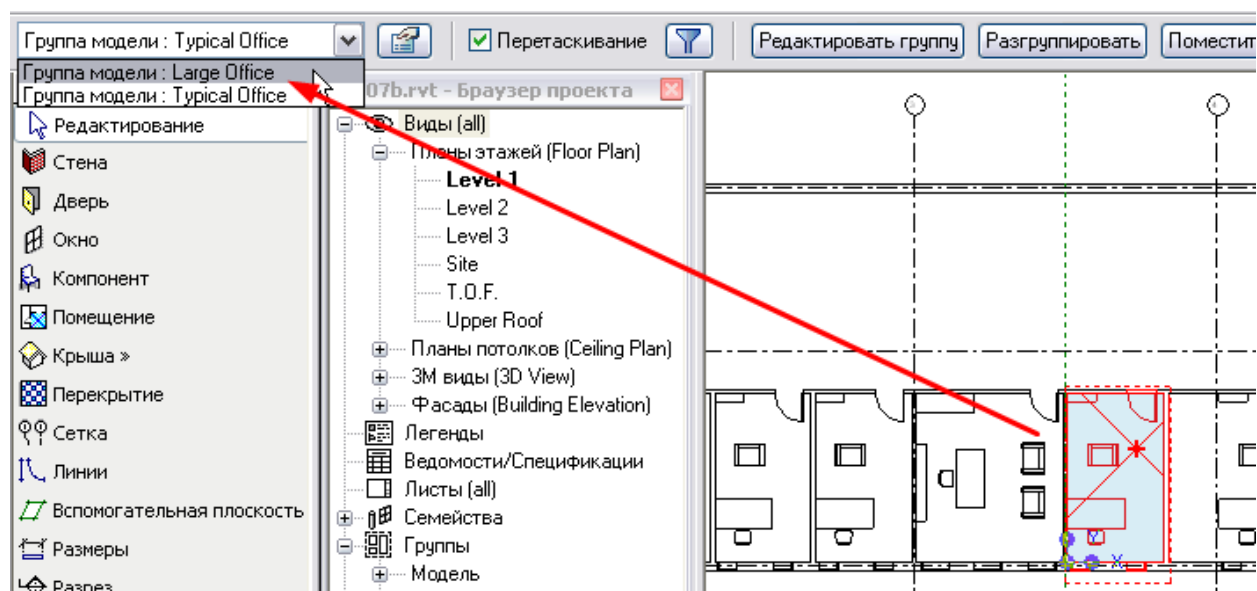 Группа модели : Typical Office
Перетаскивание
Редактировать группу
Разгруппировать
Поместит
Группа модели : Large Office
Группа модели : Typical Office
07b.rvt - Браузер проекта
Редактирование
Стена
Дверь
Окно
Компонент
Помещение
Крыша »
Перекрытие
Сетка
Линии
Вспомогательная плоскость
Размеры
Разрез
Виды (all)
Планы этажей (Floor Plan)
Level 1
Level 2
Level 3
Site
T.O.F.
Upper Roof
Планы потолков (Ceiling Plan)
3М виды (3D View)
Фасады (Building Elevation)
Легенды
Ведомости/Спецификации
Листы (all)
Семейства
Группы
Модель
Y
X